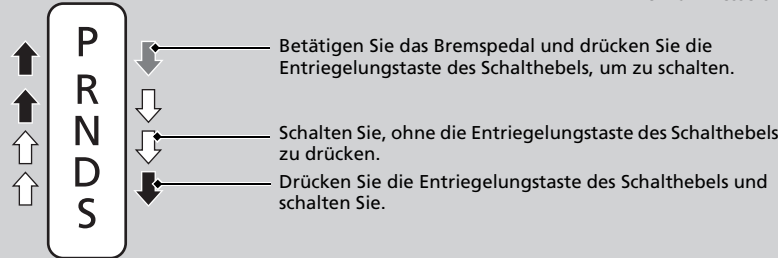 P
R
N
D
S
Betätigen Sie das Bremspedal und drücken Sie die
Entriegelungstaste des Schalthebels, um zu schalten.
Schalten Sie, ohne die Entriegelungstaste des Schalthebels
zu drücken.
Drücken Sie die Entriegelungstaste des Schalthebels und
schalten Sie.